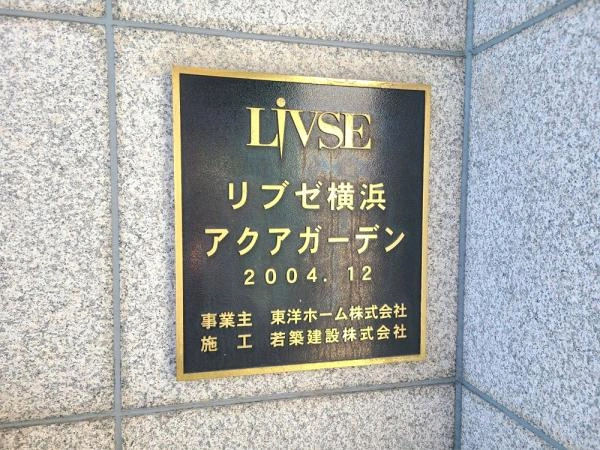 LiVSE
リブゼ横浜
アクアガーデン
2004.12
事業主 東洋ホーム株式会社
施工 若築建設株式会社